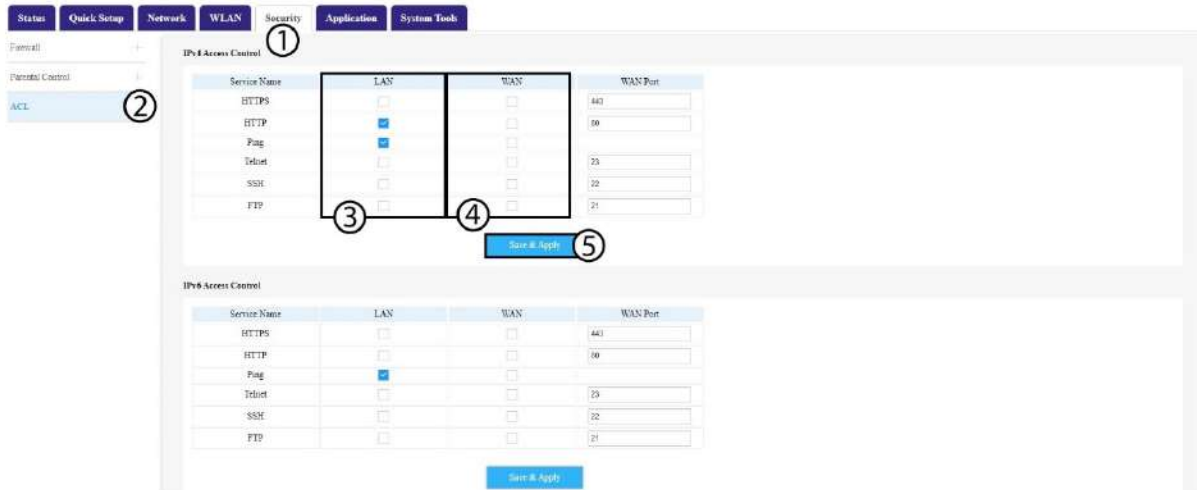 Status Quick Setup Network WLAN Security Application System Tools
①
Firewall +
Parental Control +
ACL ②
IPv4 Access Control
Service Name LAN WAN WAN Port
HTTPS 443
HTTP 80
Ping
Telnet 23
SSH 22
FTP 21
③ ④
Save & Apply ⑤
IPv6 Access Control
Service Name LAN WAN WAN Port
HTTPS 443
HTTP 80
Ping
Telnet 23
SSH 22
FTP 21
Save & Apply